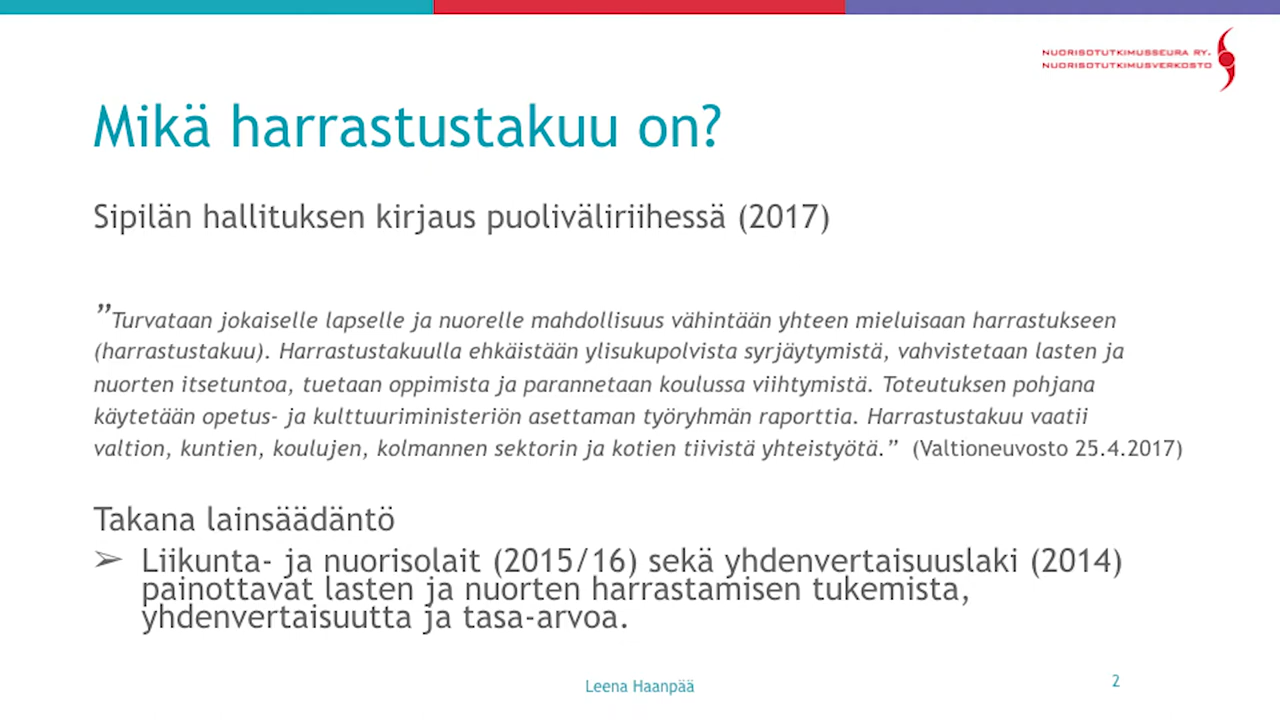 NUORISOTUTKIMUSSEURA RY.
NUORISOTUTKIMUSVERKOSTO
Mikä harrastustakuu on?
Sipilän hallituksen kirjaus puoliväliriihessä (2017)
”Turvataan jokaiselle lapselle ja nuorelle mahdollisuus vähintään yhteen mieluisaan harrastukseen
(harrastustakuu). Harrastustakuulla ehkäistään ylisukupolvista syrjäytymistä, vahvistetaan lasten ja
nuorten itsetuntoa, tuetaan oppimista ja parannetaan koulussa viihtymistä. Toteutuksen pohjana
käytetään opetus- ja kulttuuriministeriön asettaman työryhmän raporttia. Harrastustakuu vaatii
valtion, kuntien, koulujen, kolmannen sektorin ja kotien tiivistä yhteistyötä.” (Valtioneuvosto 25.4.2017)
Takana lainsäädäntö
➢ Liikunta- ja nuorisolait (2015/16) sekä yhdenvertaisuuslaki (2014)
painottavat lasten ja nuorten harrastamisen tukemista,
yhdenvertaisuutta ja tasa-arvoa.
Leena Haanpää
2